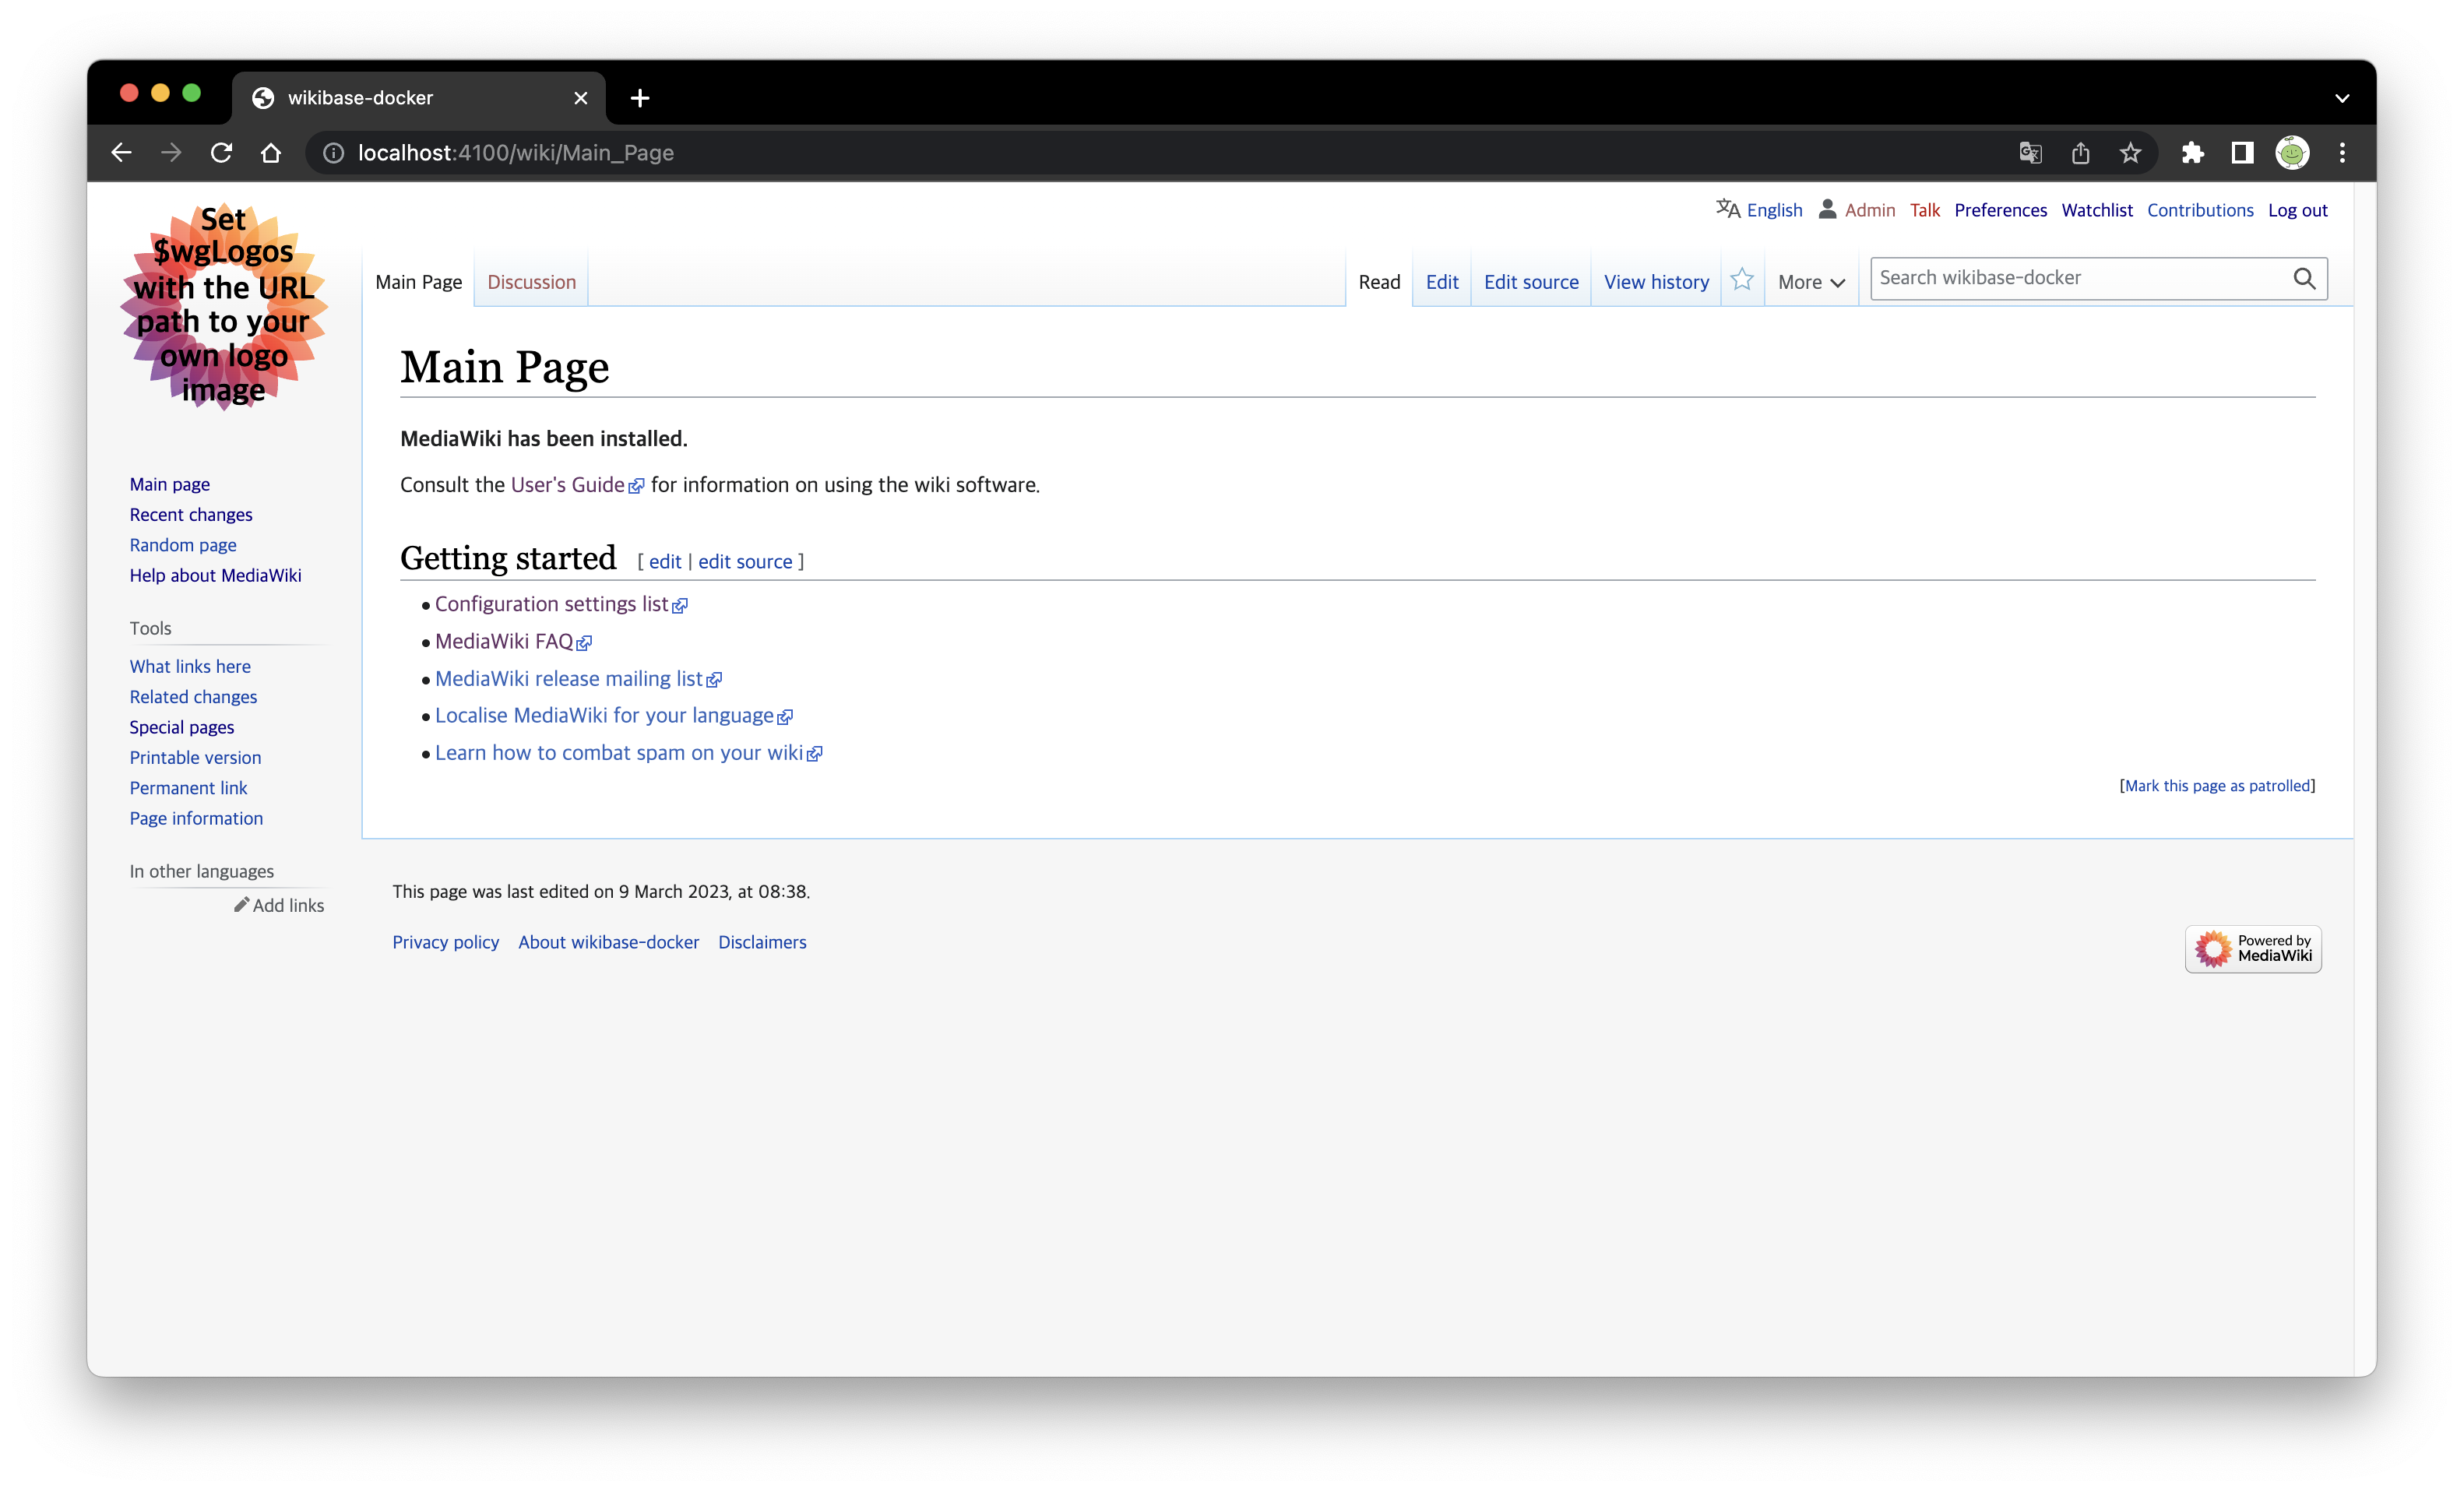 wikibase-docker
localhost:4100/wiki/Main_Page
Set
$wgLogos
with the URL
path to your
own logo
image
English Admin Talk Preferences Watchlist Contributions Log out
Main Page Discussion Read Edit Edit source View history More Search wikibase-docker
Main Page
MediaWiki has been installed.
Consult the User's Guide for information on using the wiki software.
Getting started [ edit | edit source ]
Configuration settings list
MediaWiki FAQ
MediaWiki release mailing list
Localise MediaWiki for your language
Learn how to combat spam on your wiki
[Mark this page as patrolled]
Main page
Recent changes
Random page
Help about MediaWiki
Tools
What links here
Related changes
Special pages
Printable version
Permanent link
Page information
In other languages
Add links
This page was last edited on 9 March 2023, at 08:38.
Privacy policy About wikibase-docker Disclaimers
Powered by
MediaWiki